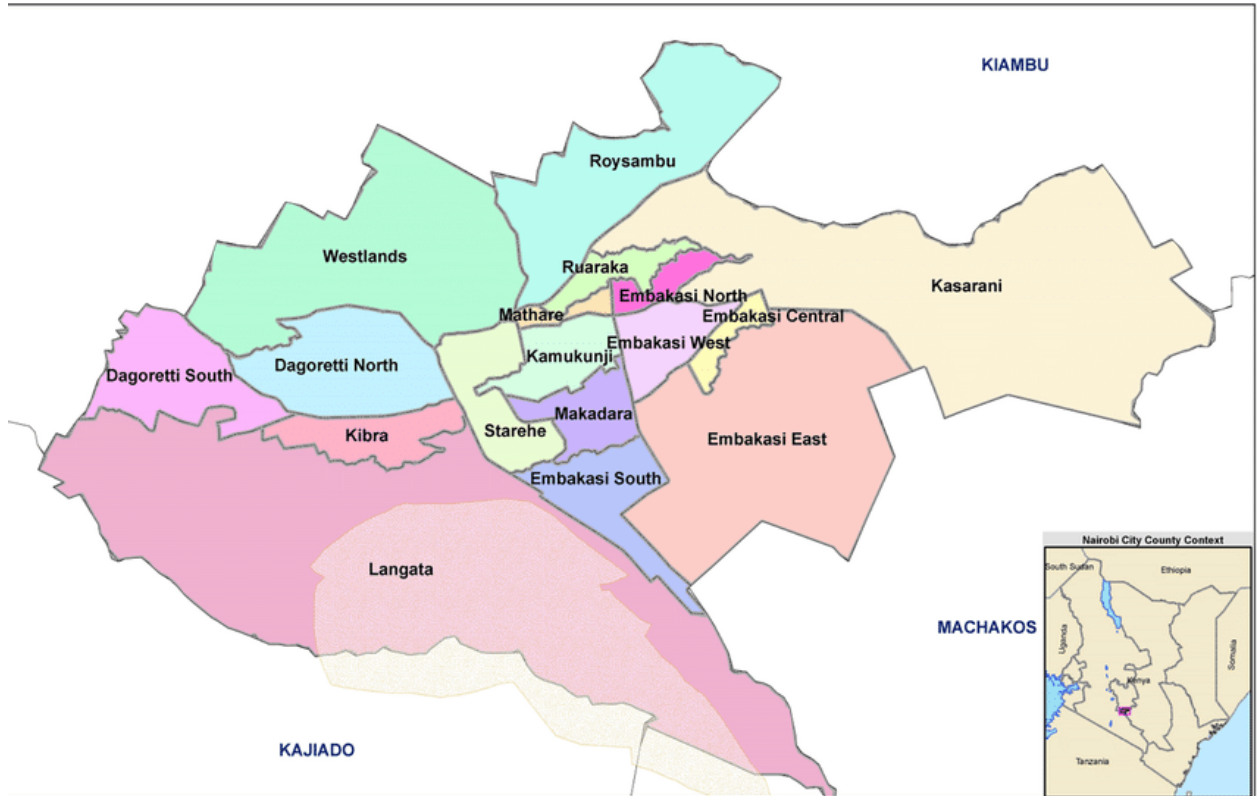 KIAMBU
Roysambu
Westlands
Ruaraka
Kasarani
Embakasi North
Mathare
Embakasi Central
Embakasi West
Kamukunji
Dagoretti North
Dagoretti South
Makadara
Starehe
Kibra
Embakasi East
Embakasi South
Langata
MACHAKOS
KAJIADO
Nairobi City County Context
South Sudan
Ethiopia
Uganda
Somalia
Kenya
Tanzania